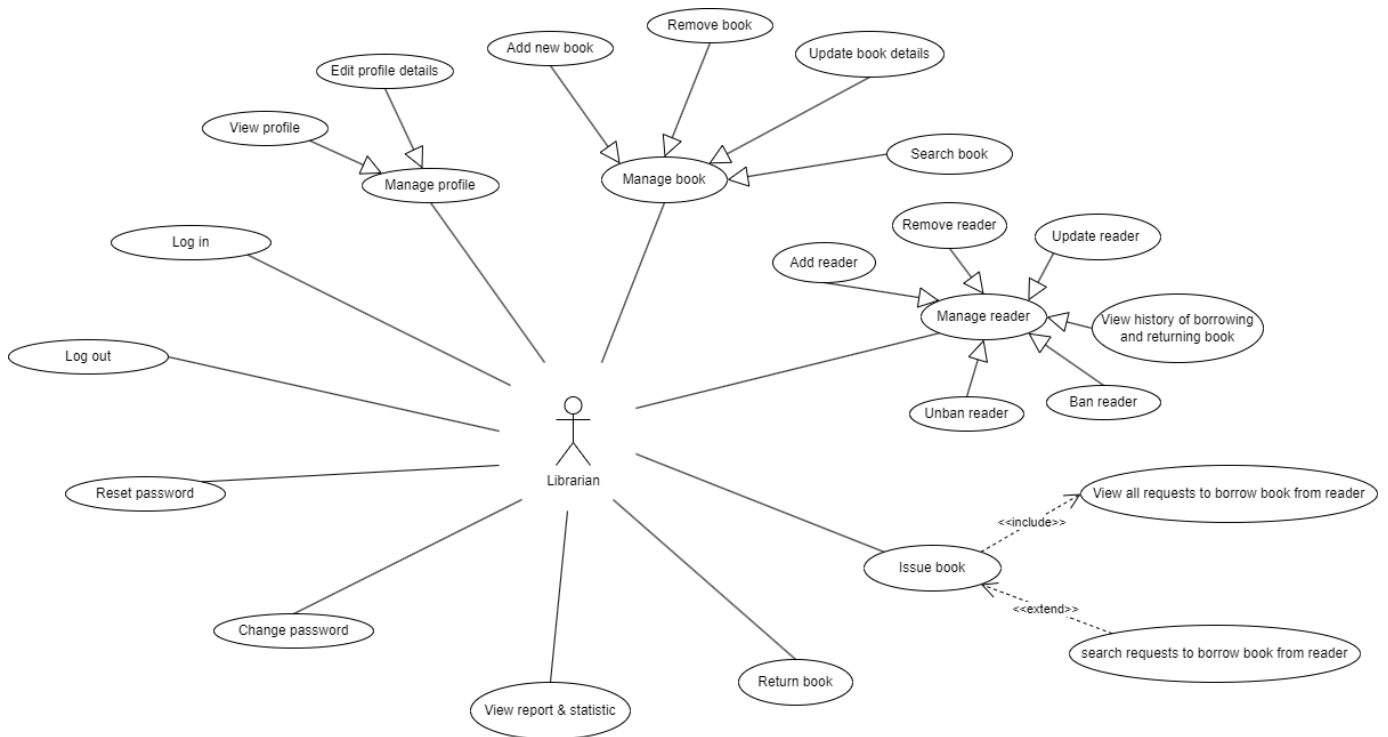 Remove book
Add new book
Update book details
Edit profile details
View profile
Search book
Manage profile
Manage book
Remove reader
Update reader
Log in
Add reader
Manage reader
View history of borrowing
and returning book
Log out
Ban reader
Unban reader
Librarian
Reset password
View all requests to borrow book from reader
<<include>>
Issue book
<<extend>>
Change password
search requests to borrow book from reader
Return book
View report & statistic